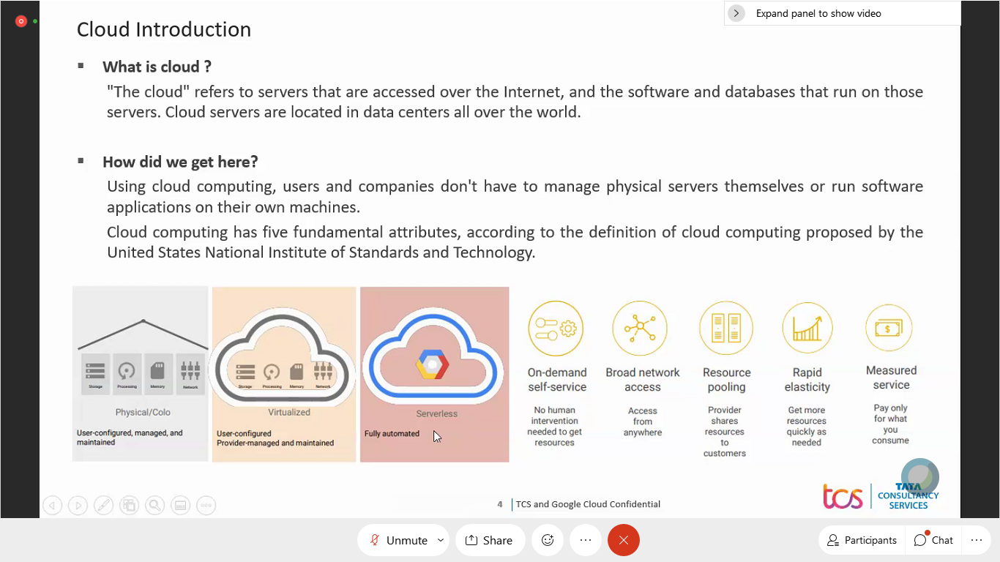 Expand panel to show video
Cloud Introduction
▪ What is cloud ?
"The cloud" refers to servers that are accessed over the Internet, and the software and databases that run on those
servers. Cloud servers are located in data centers all over the world.
▪ How did we get here?
Using cloud computing, users and companies don't have to manage physical servers themselves or run software
applications on their own machines.
Cloud computing has five fundamental attributes, according to the definition of cloud computing proposed by the
United States National Institute of Standards and Technology.
Storage Processing Memory Network
Physical/Colo
User-configured, managed, and
maintained
Storage Processing Memory Network
Virtualized
User-configured
Provider-managed and maintained
Serverless
Fully automated
On-demand
self-service
No human
intervention
needed to get
resources
Broad network
access
Access
from
anywhere
Resource
pooling
Provider
shares
resources
to
customers
Rapid
elasticity
Get more
resources
quickly as
needed
$
Measured
service
Pay only
for what
you
consume
4 TCS and Google Cloud Confidential
tcs
TATA
CONSULTANCY
SERVICES
Unmute
Share
Participants
Chat